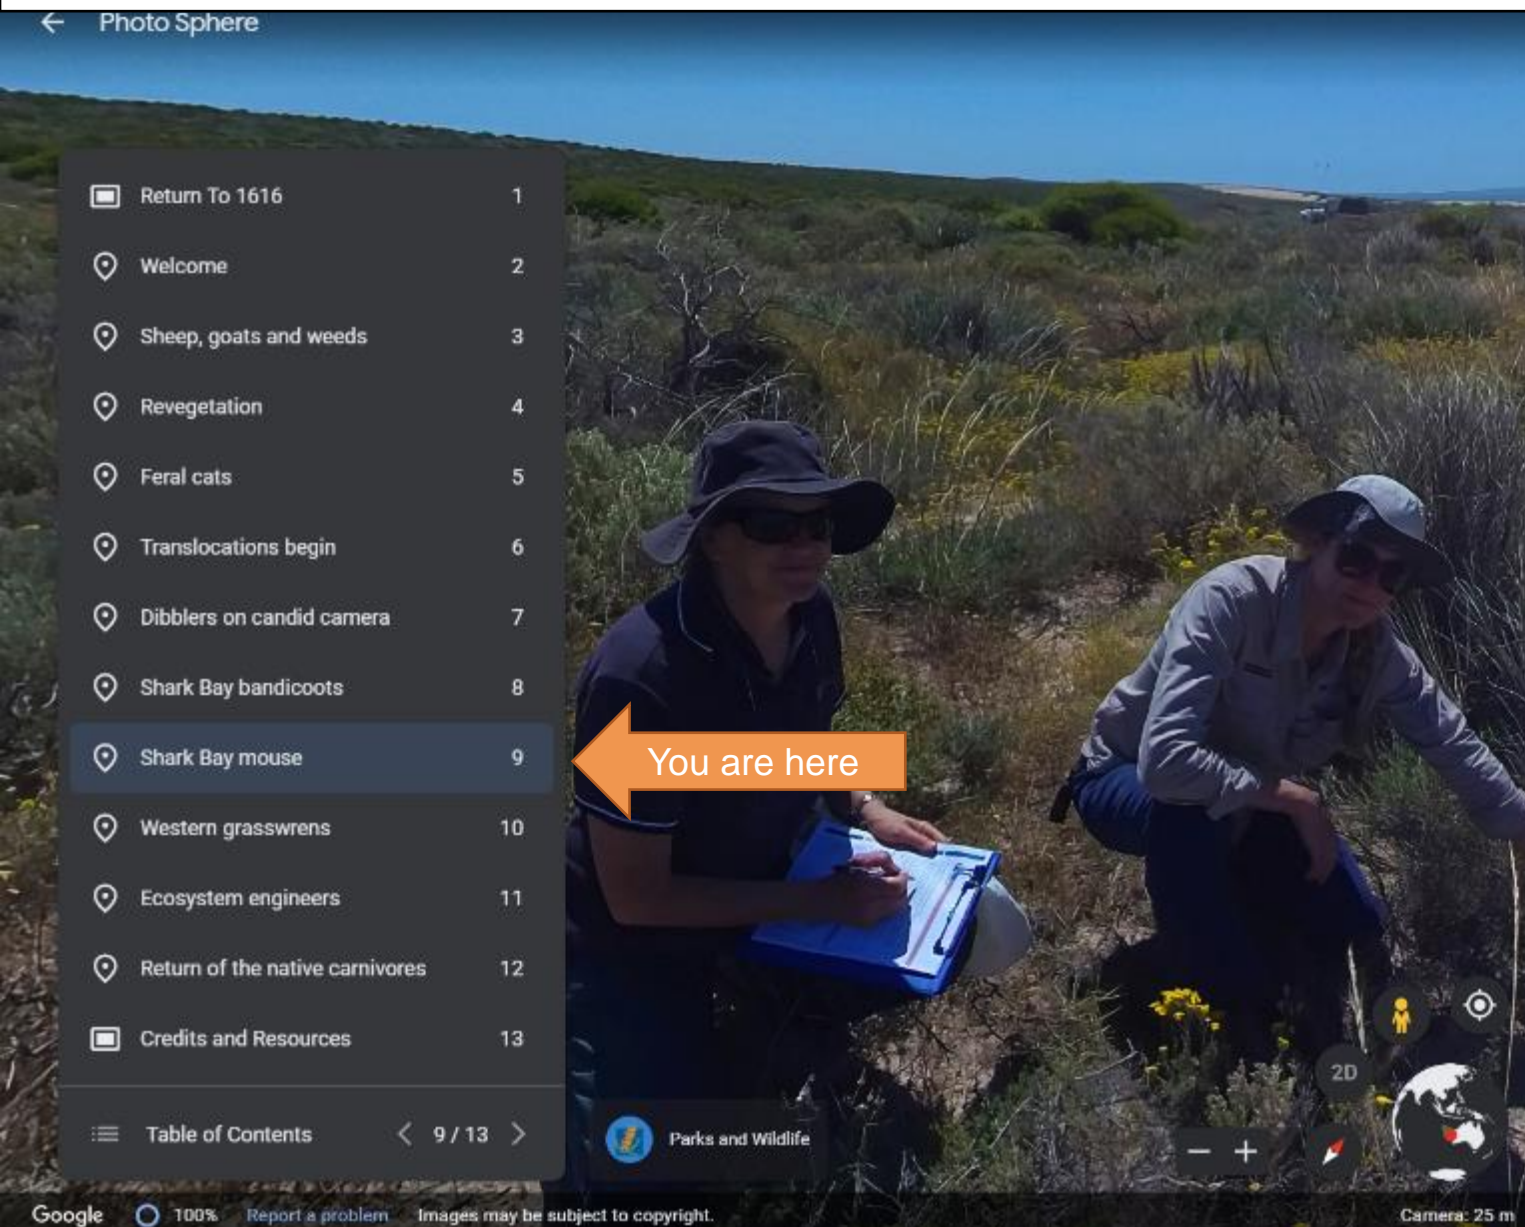 Photo Sphere
Return To 1616 1
Welcome 2
Sheep, goats and weeds 3
Revegetation 4
Feral cats 5
Translocations begin 6
Dibblers on candid camera 7
Shark Bay bandicoots 8
Shark Bay mouse 9
You are here
Western grasswrens 10
Ecosystem engineers 11
Return of the native carnivores 12
Credits and Resources 13
2D
Table of Contents 9 / 13
Parks and Wildlife
Google 100% Report a problem Images may be subject to copyright. Camera: 25 m